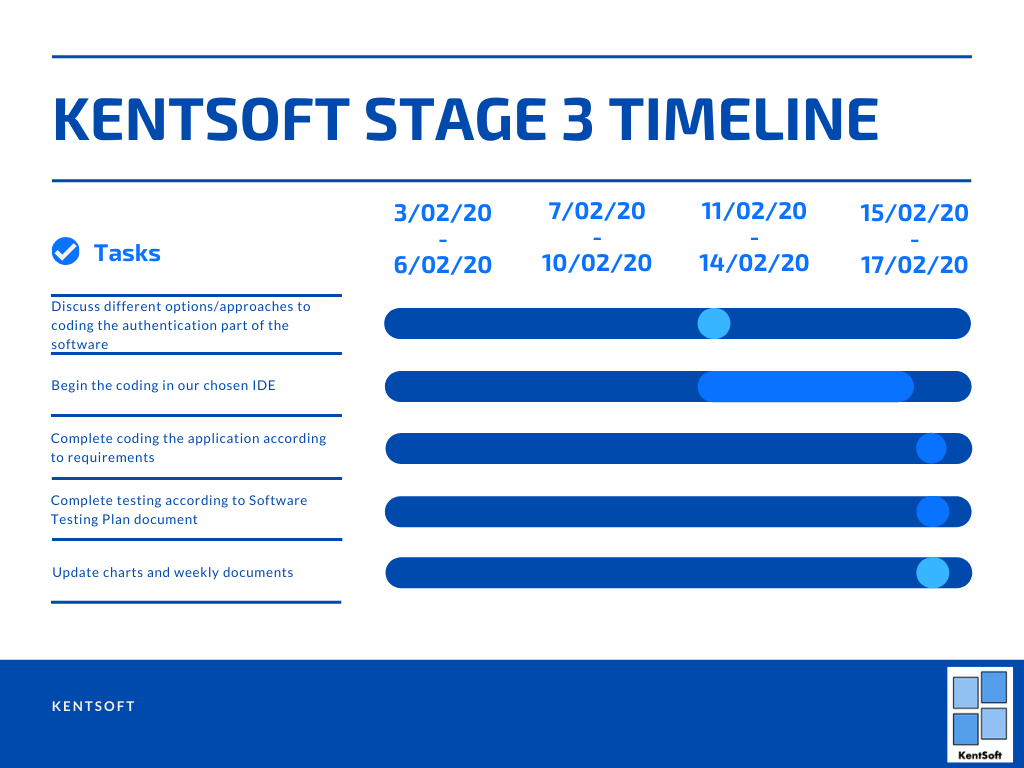 KENTSOFT STAGE 3 TIMELINE
3/02/20
-
6/02/20
7/02/20
-
10/02/20
11/02/20
-
14/02/20
15/02/20
-
17/02/20
Tasks
Discuss different options/approaches to
coding the authentication part of the
software
Begin the coding in our chosen IDE
Complete coding the application according
to requirements
Complete testing according to Software
Testing Plan document
Update charts and weekly documents
KENTSOFT
KentSoft